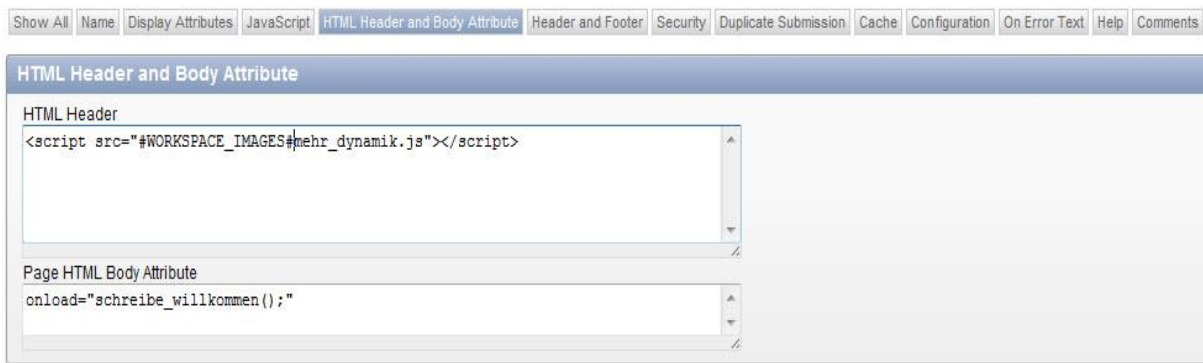 Show All Name Display Attributes JavaScript HTML Header and Body Attribute Header and Footer Security Duplicate Submission Cache Configuration On Error Text Help Comments
HTML Header and Body Attribute
HTML Header
<script src="#WORKSPACE_IMAGES#mehr_dynamik.js"></script>
Page HTML Body Attribute
onload="schreibe_willkommen();"